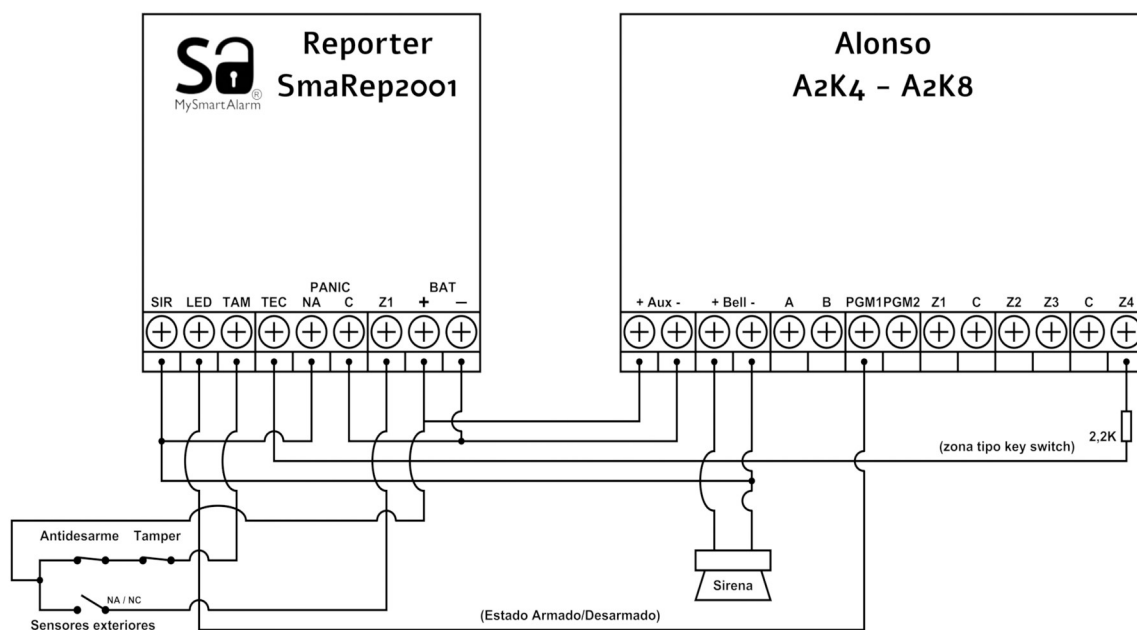 Sa
MySmartAlarm®
Reporter
SmaRep2001
Alonso
A2K4 - A2K8
PANIC BAT
SIR LED TAM TEC NA C Z1 + −
+ Aux - + Bell - A B PGM1 PGM2 Z1 C Z2 Z3 C Z4
2,2K
(zona tipo key switch)
Antidesarme Tamper
NA / NC
Sensores exteriores
Sirena
(Estado Armado/Desarmado)